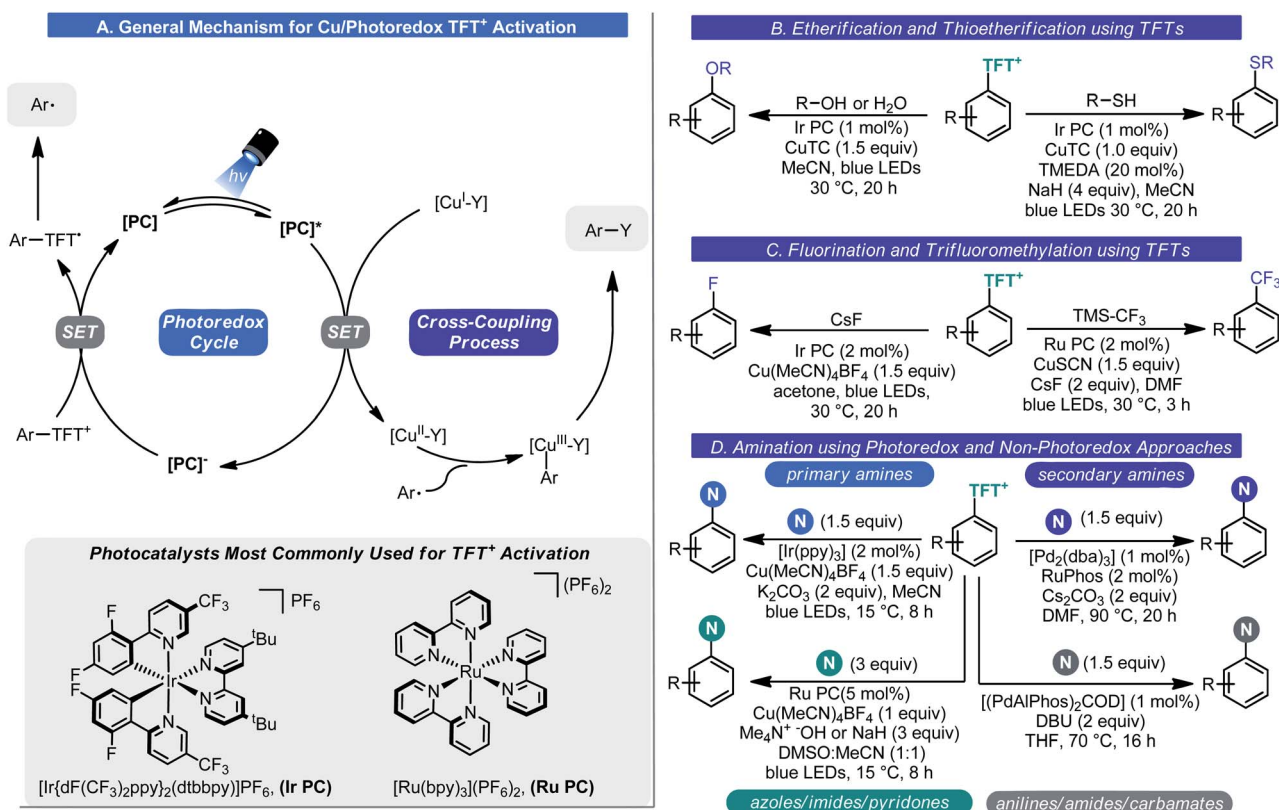 A. General Mechanism for Cu/Photoredox TFT⁺ Activation
Ar·
hν
[PC]
[PC]*
[Cuᴵ-Y]
Ar–Y
Ar–TFT•
SET
Photoredox
Cycle
SET
Cross-Coupling
Process
Ar–TFT⁺
[PC]⁻
[Cuᴵᴵ-Y]
[Cuᴵᴵᴵ-Y]
Ar
Ar·
Photocatalysts Most Commonly Used for TFT⁺ Activation
PF₆
F
CF₃
N
ᵗBu
F
N
Ir
F
N
ᵗBu
N
F
CF₃
(PF₆)₂
N
N
N
Ru
N
N
N
[Ir{dF(CF₃)₂ppy}₂(dtbbpy)]PF₆, (Ir PC)
[Ru(bpy)₃](PF₆)₂, (Ru PC)
B. Etherification and Thioetherification using TFTs
OR
R
R–OH or H₂O
Ir PC (1 mol%)
CuTC (1.5 equiv)
MeCN, blue LEDs
30 °C, 20 h
TFT⁺
R
R–SH
Ir PC (1 mol%)
CuTC (1.0 equiv)
TMEDA (20 mol%)
NaH (4 equiv), MeCN
blue LEDs 30 °C, 20 h
SR
R
C. Fluorination and Trifluoromethylation using TFTs
F
R
CsF
Ir PC (2 mol%)
Cu(MeCN)₄BF₄ (1.5 equiv)
acetone, blue LEDs,
30 °C, 20 h
TFT⁺
R
TMS-CF₃
Ru PC (2 mol%)
CuSCN (1.5 equiv)
CsF (2 equiv), DMF
blue LEDs, 30 °C, 3 h
CF₃
R
D. Amination using Photoredox and Non-Photoredox Approaches
primary amines
N
R
N (1.5 equiv)
[Ir(ppy)₃] (2 mol%)
Cu(MeCN)₄BF₄ (1.5 equiv)
K₂CO₃ (2 equiv), MeCN
blue LEDs, 15 °C, 8 h
TFT⁺
R
secondary amines
N (1.5 equiv)
[Pd₂(dba)₃] (1 mol%)
RuPhos (2 mol%)
Cs₂CO₃ (2 equiv)
DMF, 90 °C, 20 h
N
R
N
R
N (3 equiv)
Ru PC(5 mol%)
Cu(MeCN)₄BF₄ (1 equiv)
Me₄N⁺ ⁻OH or NaH (3 equiv)
DMSO:MeCN (1:1)
blue LEDs, 15 °C, 8 h
azoles/imides/pyridones
N (1.5 equiv)
[(PdAlPhos)₂COD] (1 mol%)
DBU (2 equiv)
THF, 70 °C, 16 h
N
R
anilines/amides/carbamates